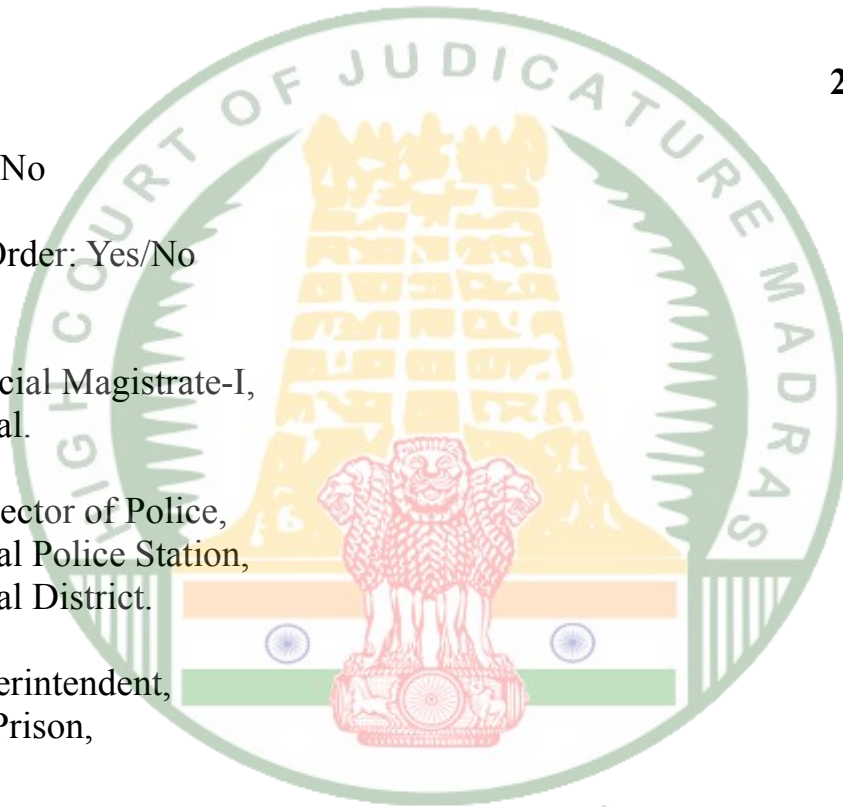 2
No
Order: Yes/No
cial Magistrate-I,
al.
ector of Police,
al Police Station,
al District.
erintendent,
Prison,
HIGH COURT OF JUDICATURE MADRAS